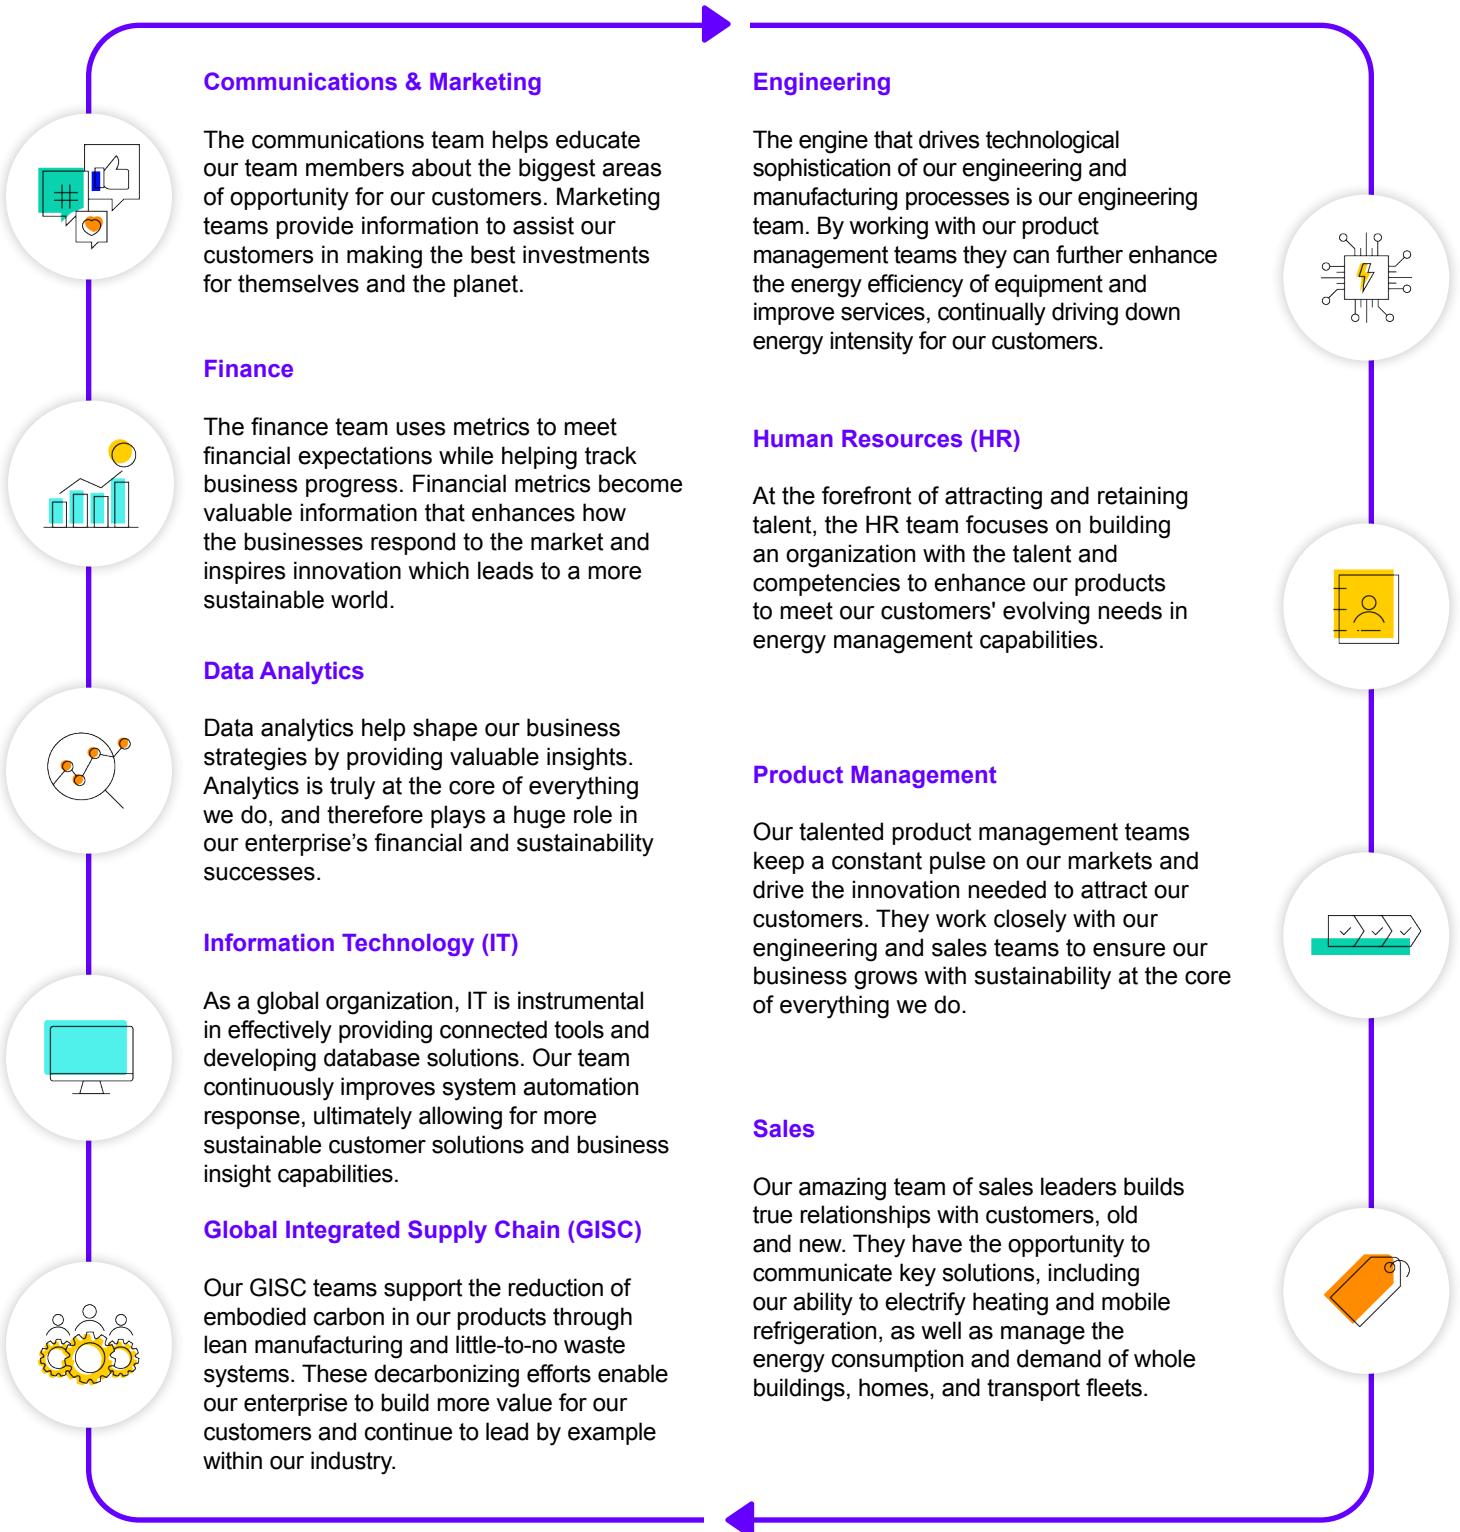 Communications & Marketing
The communications team helps educate
our team members about the biggest areas
of opportunity for our customers. Marketing
teams provide information to assist our
customers in making the best investments
for themselves and the planet.
Finance
The finance team uses metrics to meet
financial expectations while helping track
business progress. Financial metrics become
valuable information that enhances how
the businesses respond to the market and
inspires innovation which leads to a more
sustainable world.
Data Analytics
Data analytics help shape our business
strategies by providing valuable insights.
Analytics is truly at the core of everything
we do, and therefore plays a huge role in
our enterprise’s financial and sustainability
successes.
Information Technology (IT)
As a global organization, IT is instrumental
in effectively providing connected tools and
developing database solutions. Our team
continuously improves system automation
response, ultimately allowing for more
sustainable customer solutions and business
insight capabilities.
Global Integrated Supply Chain (GISC)
Our GISC teams support the reduction of
embodied carbon in our products through
lean manufacturing and little-to-no waste
systems. These decarbonizing efforts enable
our enterprise to build more value for our
customers and continue to lead by example
within our industry.
Engineering
The engine that drives technological
sophistication of our engineering and
manufacturing processes is our engineering
team. By working with our product
management teams they can further enhance
the energy efficiency of equipment and
improve services, continually driving down
energy intensity for our customers.
Human Resources (HR)
At the forefront of attracting and retaining
talent, the HR team focuses on building
an organization with the talent and
competencies to enhance our products
to meet our customers' evolving needs in
energy management capabilities.
Product Management
Our talented product management teams
keep a constant pulse on our markets and
drive the innovation needed to attract our
customers. They work closely with our
engineering and sales teams to ensure our
business grows with sustainability at the core
of everything we do.
Sales
Our amazing team of sales leaders builds
true relationships with customers, old
and new. They have the opportunity to
communicate key solutions, including
our ability to electrify heating and mobile
refrigeration, as well as manage the
energy consumption and demand of whole
buildings, homes, and transport fleets.